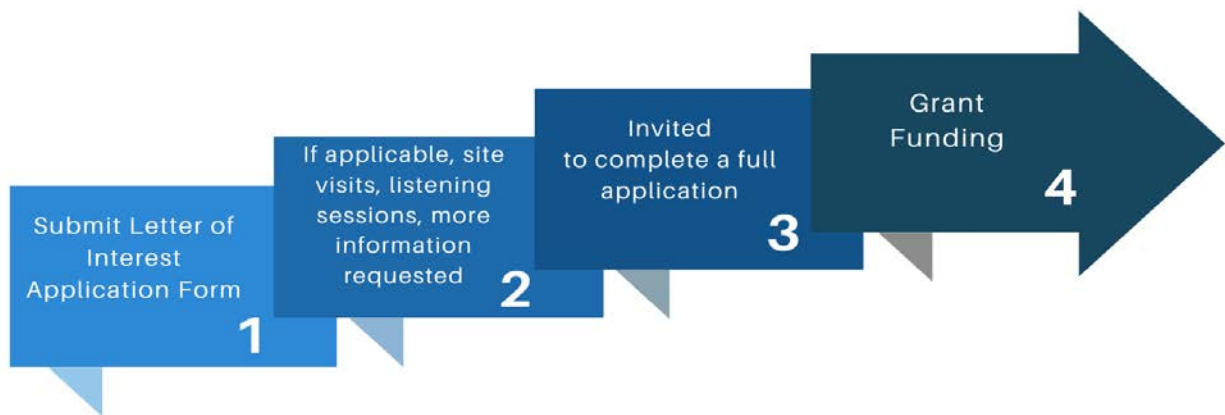 Submit Letter of
Interest
Application Form
1
If applicable, site
visits, listening
sessions, more
information
requested
2
Invited
to complete a full
application
3
Grant
Funding
4